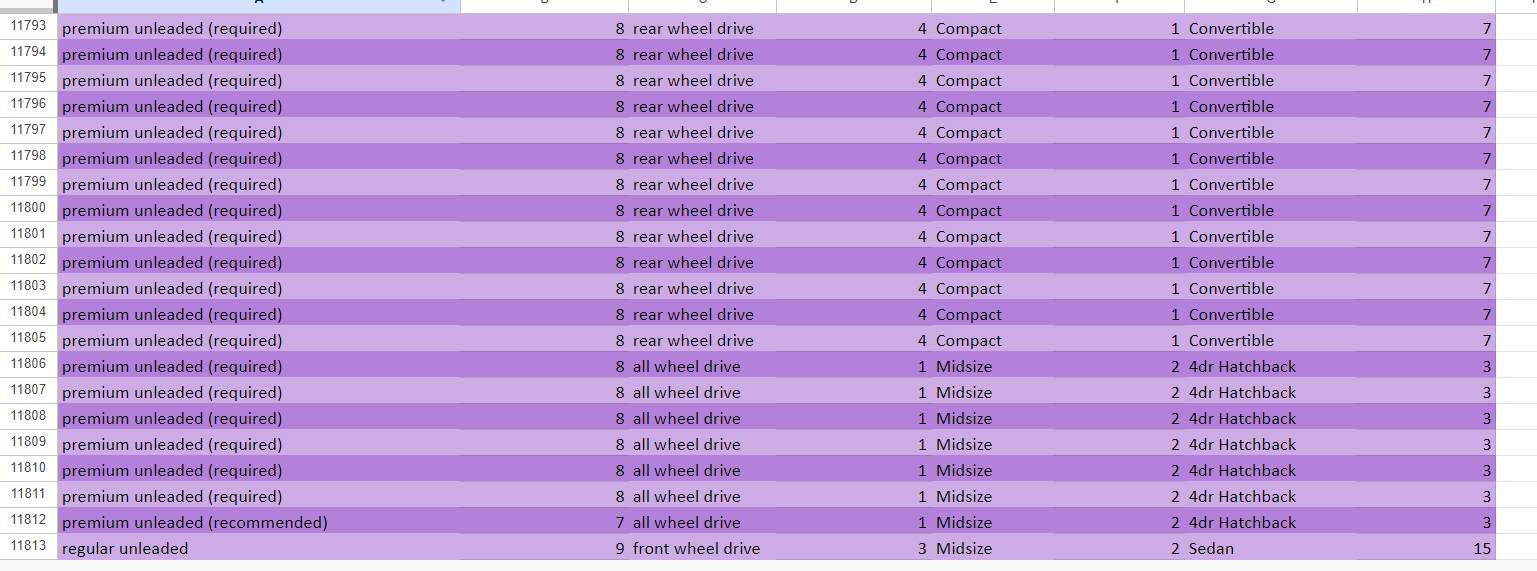 11793 premium unleaded (required) 8 rear wheel drive 4 Compact 1 Convertible 7
11794 premium unleaded (required) 8 rear wheel drive 4 Compact 1 Convertible 7
11795 premium unleaded (required) 8 rear wheel drive 4 Compact 1 Convertible 7
11796 premium unleaded (required) 8 rear wheel drive 4 Compact 1 Convertible 7
11797 premium unleaded (required) 8 rear wheel drive 4 Compact 1 Convertible 7
11798 premium unleaded (required) 8 rear wheel drive 4 Compact 1 Convertible 7
11799 premium unleaded (required) 8 rear wheel drive 4 Compact 1 Convertible 7
11800 premium unleaded (required) 8 rear wheel drive 4 Compact 1 Convertible 7
11801 premium unleaded (required) 8 rear wheel drive 4 Compact 1 Convertible 7
11802 premium unleaded (required) 8 rear wheel drive 4 Compact 1 Convertible 7
11803 premium unleaded (required) 8 rear wheel drive 4 Compact 1 Convertible 7
11804 premium unleaded (required) 8 rear wheel drive 4 Compact 1 Convertible 7
11805 premium unleaded (required) 8 rear wheel drive 4 Compact 1 Convertible 7
11806 premium unleaded (required) 8 all wheel drive 1 Midsize 2 4dr Hatchback 3
11807 premium unleaded (required) 8 all wheel drive 1 Midsize 2 4dr Hatchback 3
11808 premium unleaded (required) 8 all wheel drive 1 Midsize 2 4dr Hatchback 3
11809 premium unleaded (required) 8 all wheel drive 1 Midsize 2 4dr Hatchback 3
11810 premium unleaded (required) 8 all wheel drive 1 Midsize 2 4dr Hatchback 3
11811 premium unleaded (required) 8 all wheel drive 1 Midsize 2 4dr Hatchback 3
11812 premium unleaded (recommended) 7 all wheel drive 1 Midsize 2 4dr Hatchback 3
11813 regular unleaded 9 front wheel drive 3 Midsize 2 Sedan 15